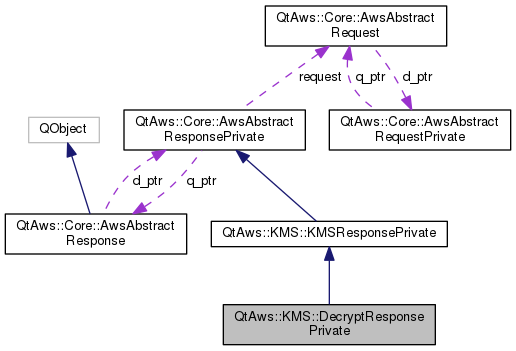 QtAws::Core::AwsAbstract
Request
request
q_ptr
d_ptr
QObject
QtAws::Core::AwsAbstract
ResponsePrivate
QtAws::Core::AwsAbstract
RequestPrivate
d_ptr
q_ptr
QtAws::Core::AwsAbstract
Response
QtAws::KMS::KMSResponsePrivate
QtAws::KMS::DecryptResponse
Private